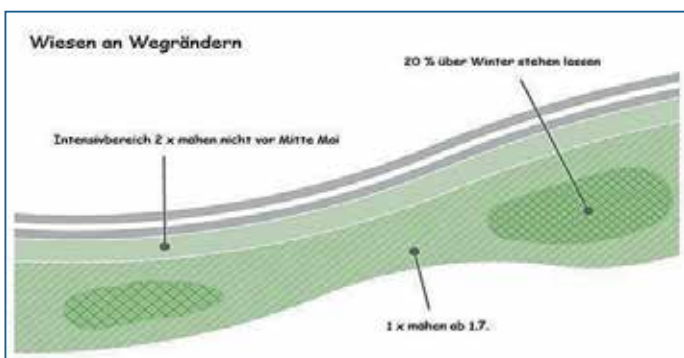 Wiesen an Wegrändern
20 % über Winter stehen lassen
Intensivbereich 2 x mähen nicht vor Mitte Mai
1 x mähen ab 1.7.